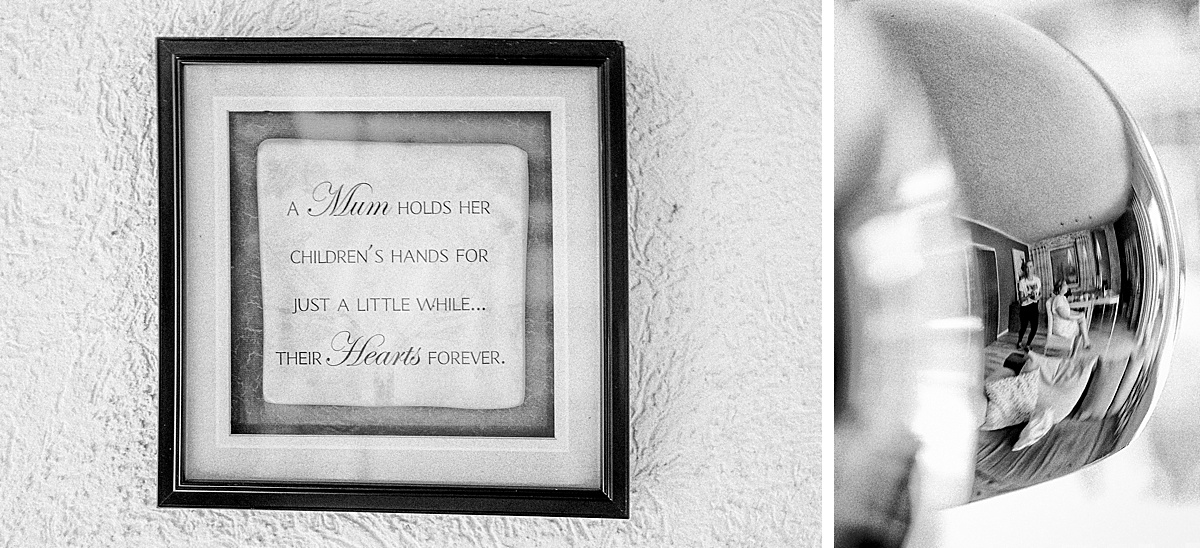 A Mum HOLDS HER
CHILDREN'S HANDS FOR
JUST A LITTLE WHILE...
THEIR Hearts FOREVER.